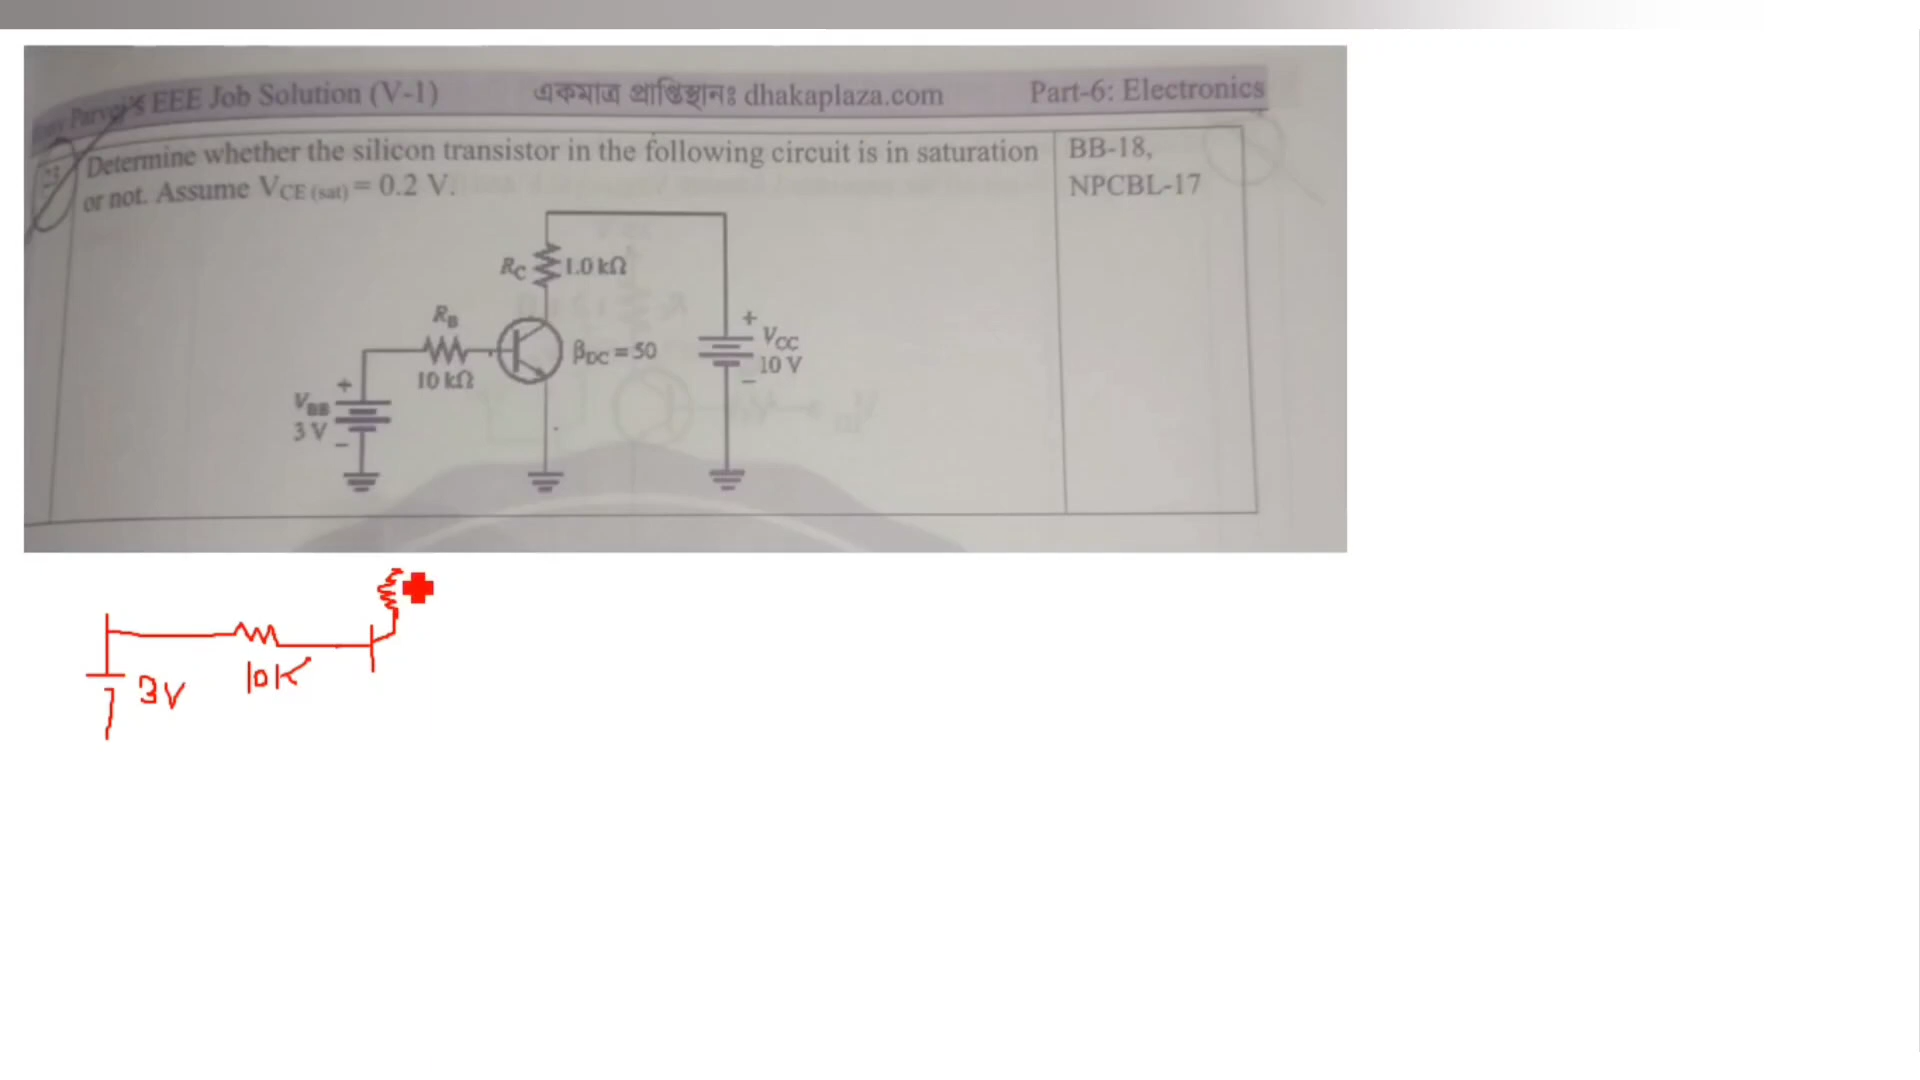 Parvej's EEE Job Solution (V-1) একমাত্র প্রাপ্তিস্থানঃ dhakaplaza.com Part-6: Electronics
Determine whether the silicon transistor in the following circuit is in saturation
or not. Assume VCE (sat) = 0.2 V.
BB-18,
NPCBL-17
RC 1.0 kΩ
RB
10 kΩ
βDC = 50
+
VCC
10 V
−
+
VBB
3 V
−
3V
10K